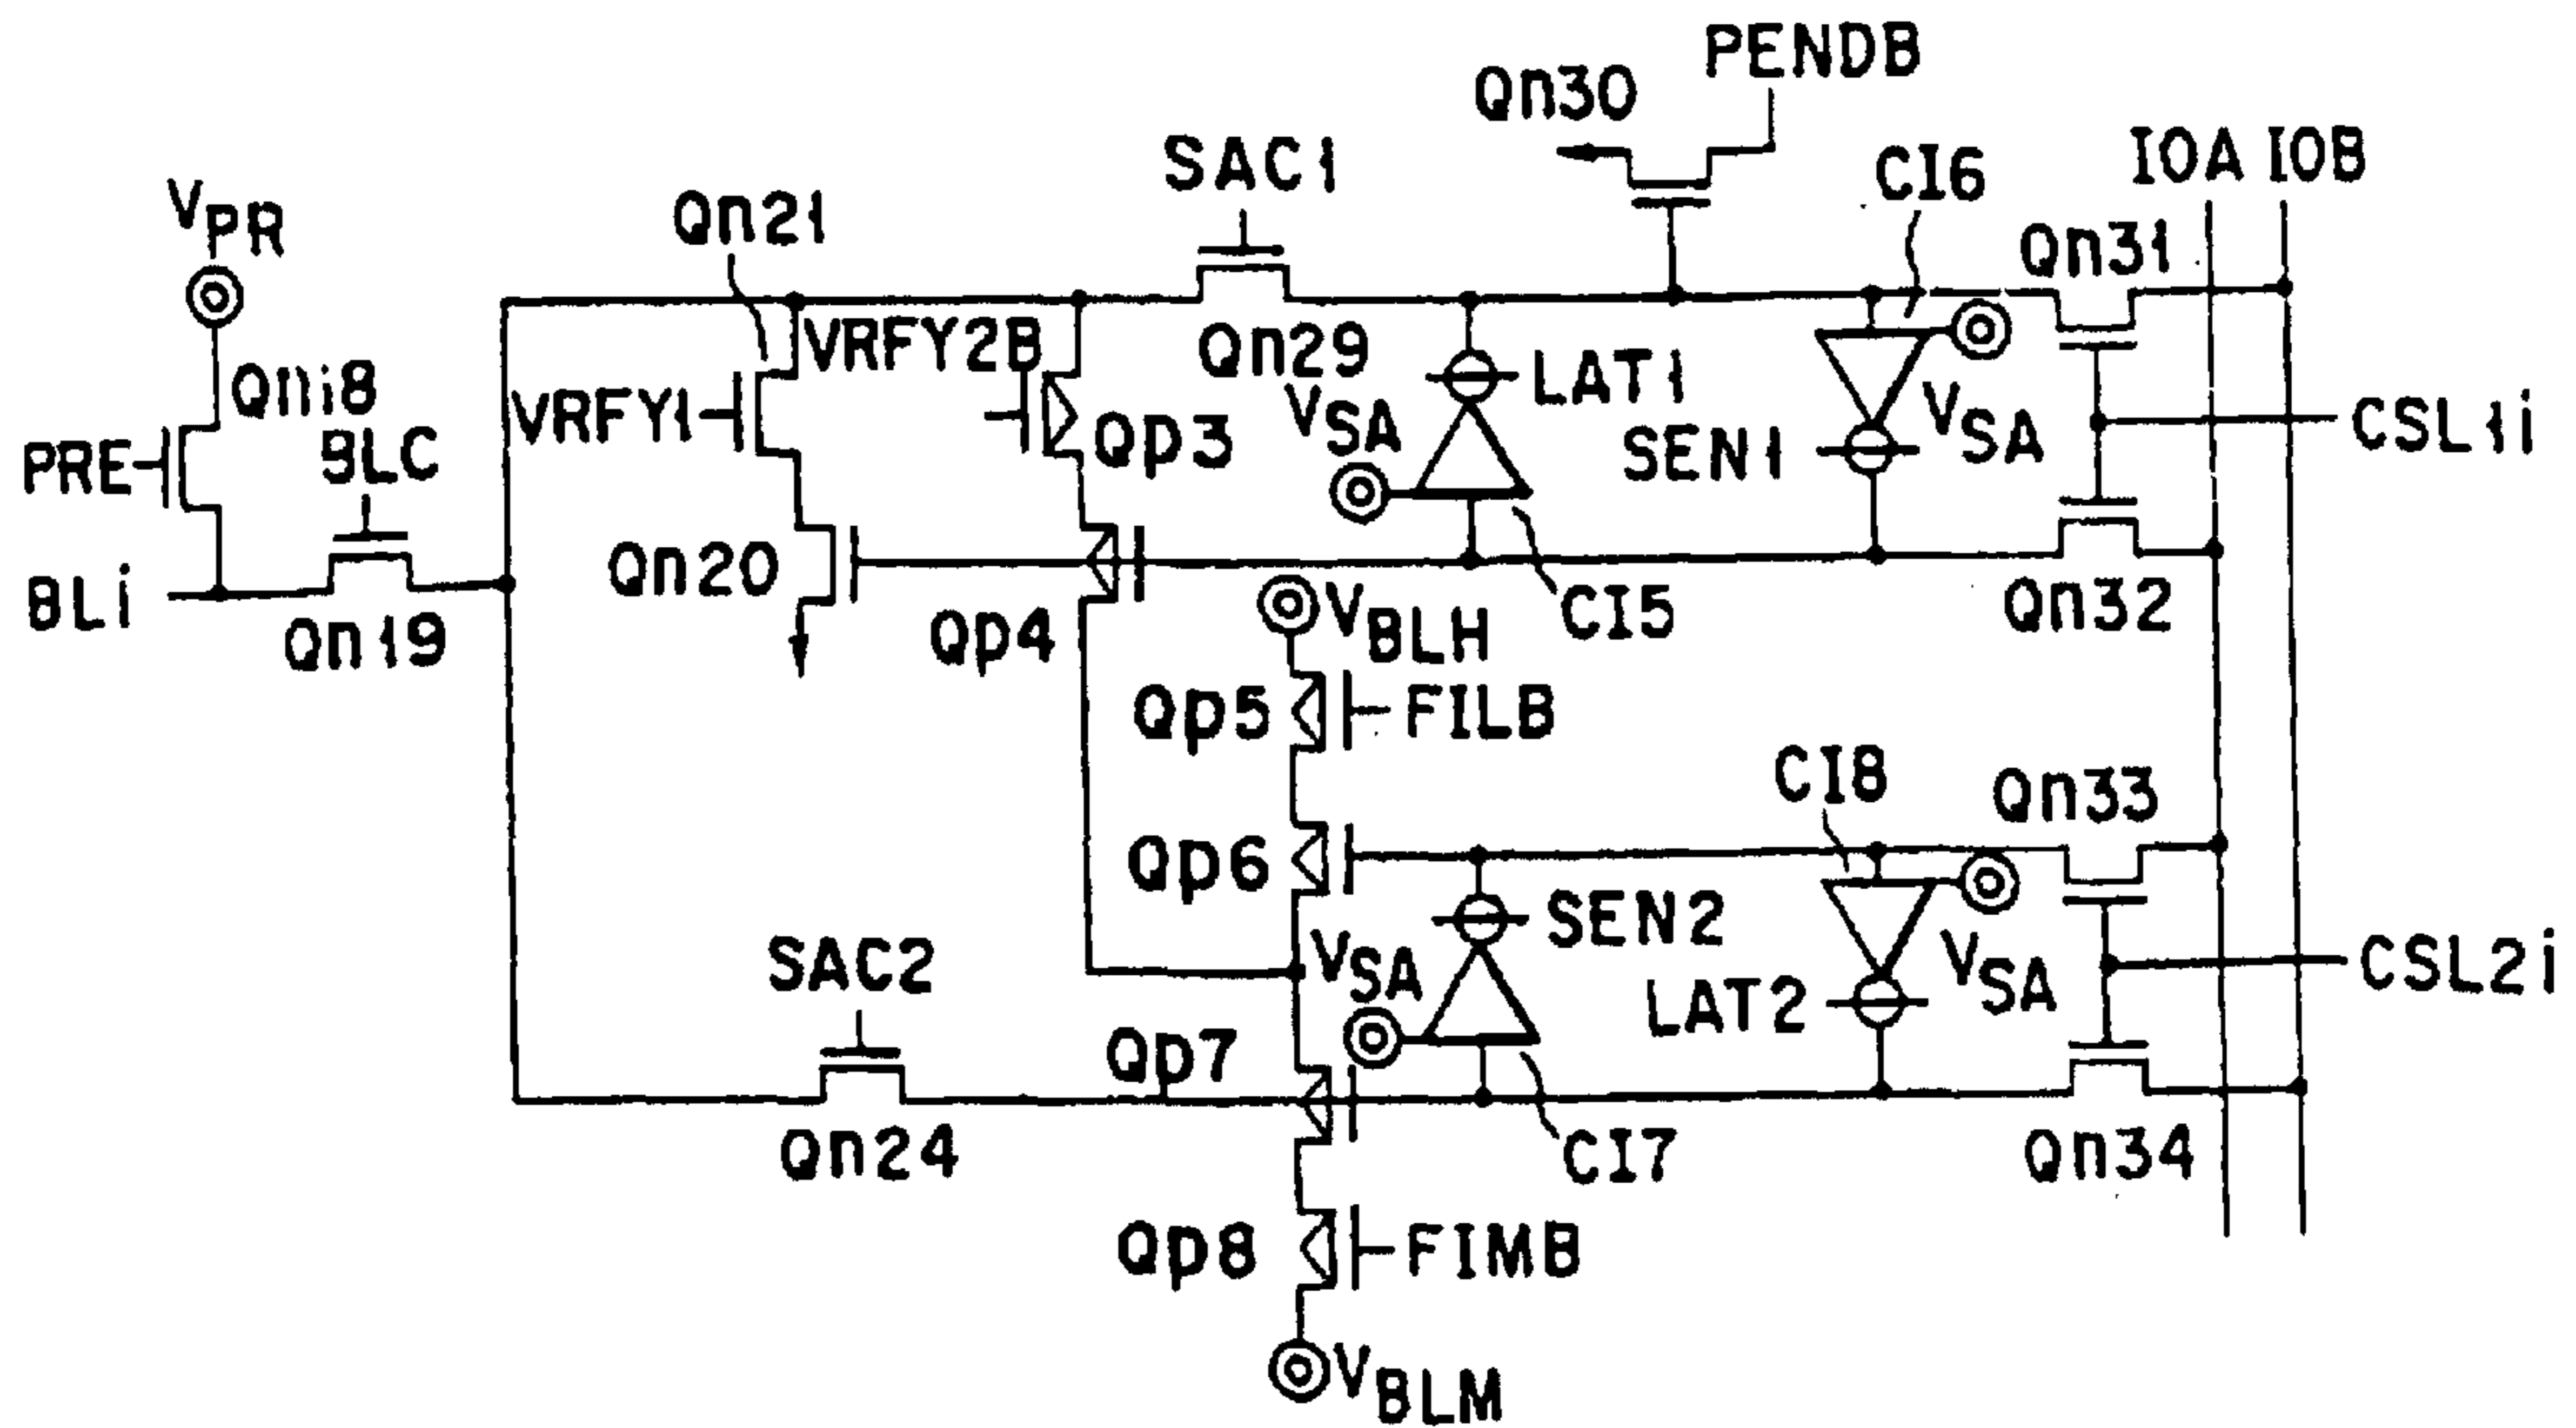 PENDB
Qn30
SAC1
CI6
IOA IOB
VPR
Qn21
Qn31
VRFY2B
Qn29
LAT1
Qni8
VRFY1
Qp3
VSA
VSA
CSL1i
PRE
BLC
SEN1
Qn20
BLi
Qn19
Qp4
VBLH
CI5
Qn32
Qp5
FILB
CI8
Qn33
Qp6
SEN2
SAC2
VSA
LAT2
VSA
CSL2i
Qp7
Qn24
CI7
Qn34
Qp8
FIMB
VBLM